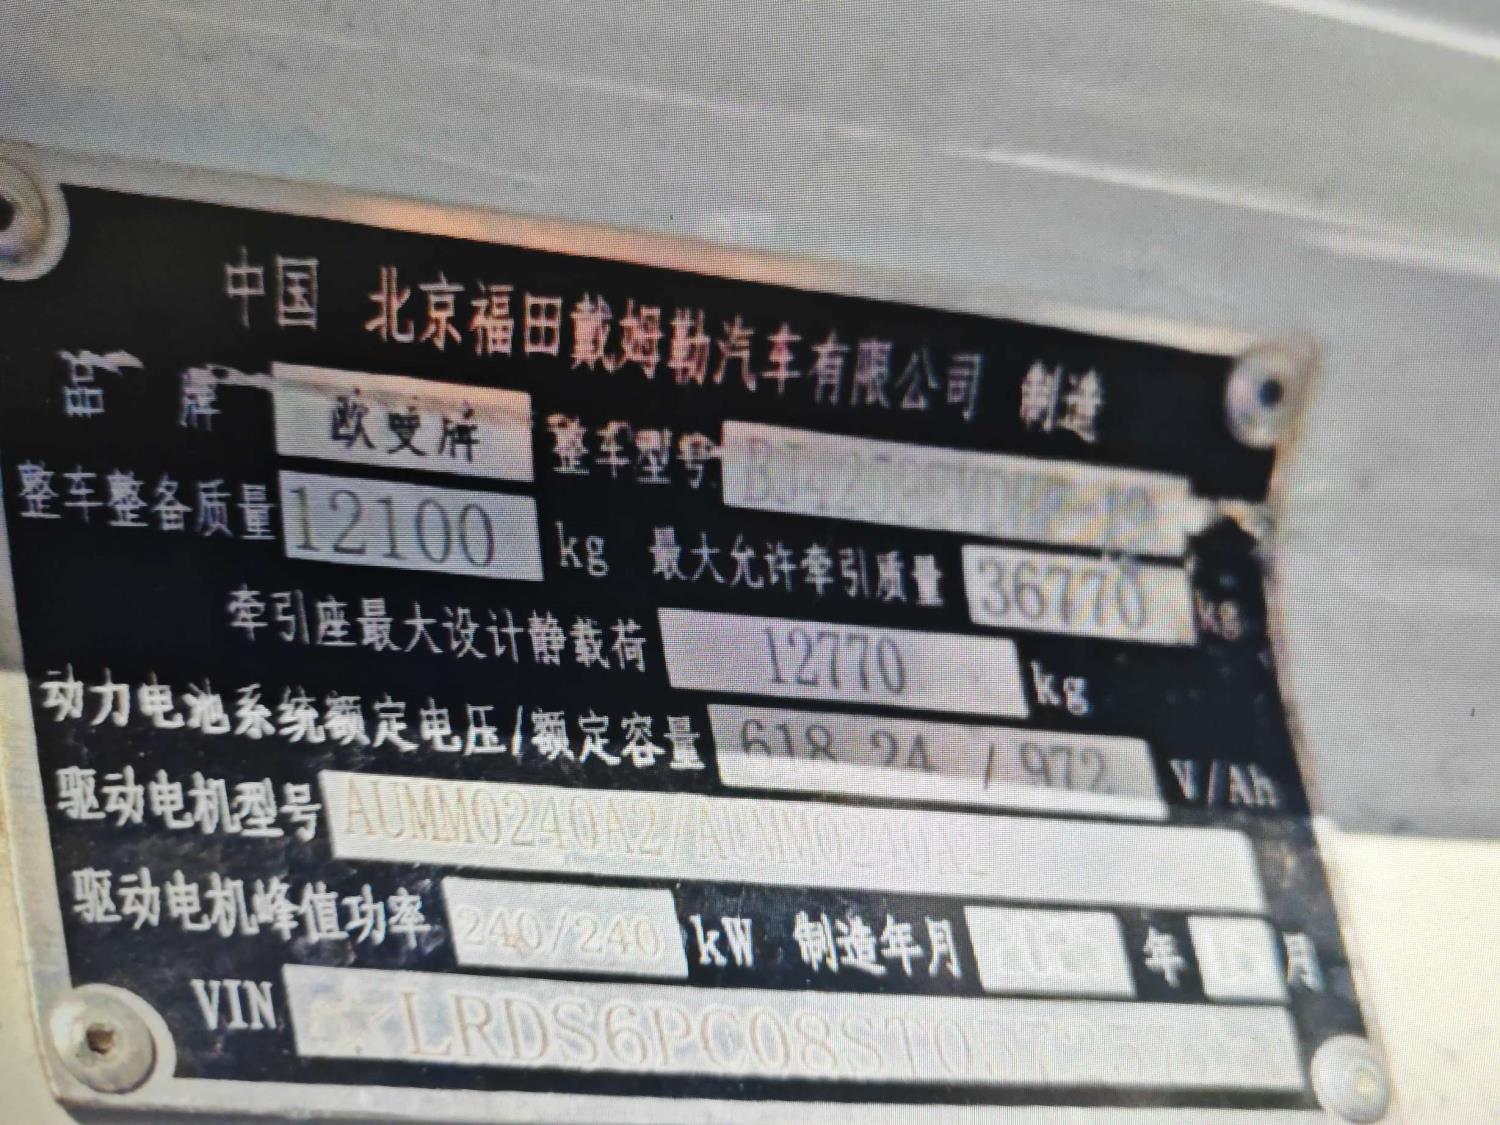 中国 北京福田戴姆勒汽车有限公司 制造
品 牌 欧曼牌 整车型号
整车整备质量 12100 kg 最大允许牵引质量 36770 kg
牵引座最大设计静载荷 12770 kg
动力电池系统额定电压/额定容量 618.24 / 972 V/Ah
驱动电机型号 AUMM0240A2/AUMM0240A2
驱动电机峰值功率 240/240 kW 制造年月 年 月
VIN